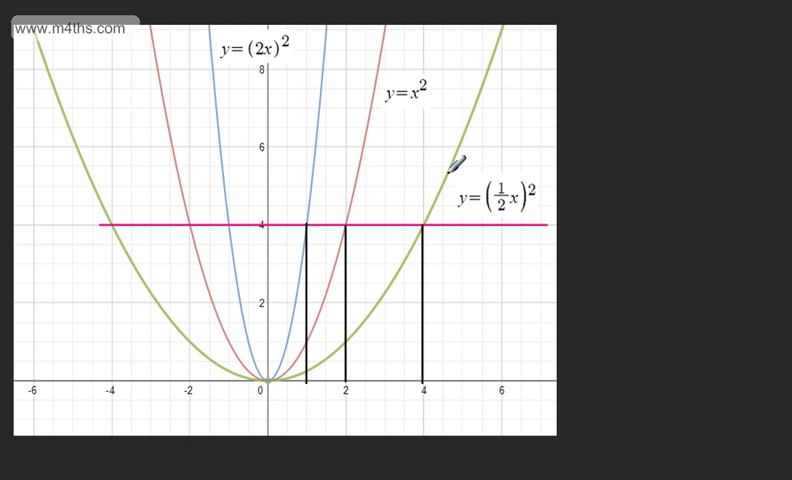 www.m4ths.com
y=(2x)^2
8
y=x^2
6
y=(1/2 x)^2
4
2
-6 -4 -2 0 2 4 6